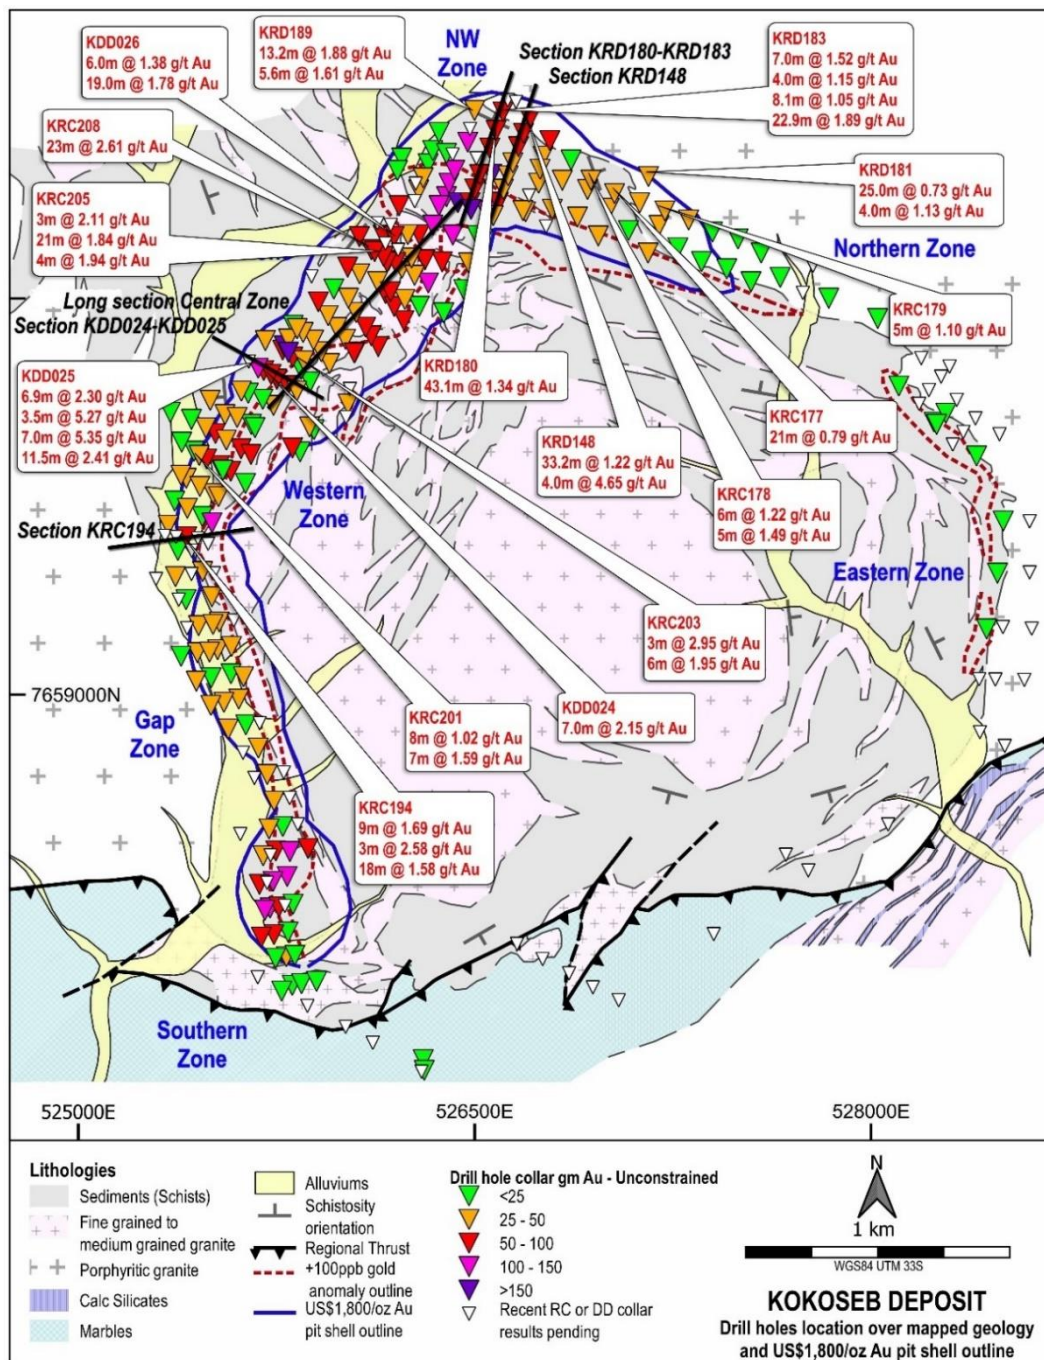 KDD026
6.0m @ 1.38 g/t Au
19.0m @ 1.78 g/t Au
KRD189
13.2m @ 1.88 g/t Au
5.6m @ 1.61 g/t Au
NW
Zone
Section KRD180-KRD183
Section KRD148
KRD183
7.0m @ 1.52 g/t Au
4.0m @ 1.15 g/t Au
8.1m @ 1.05 g/t Au
22.9m @ 1.89 g/t Au
KRC208
23m @ 2.61 g/t Au
KRD181
25.0m @ 0.73 g/t Au
4.0m @ 1.13 g/t Au
KRC205
3m @ 2.11 g/t Au
21m @ 1.84 g/t Au
4m @ 1.94 g/t Au
Northern Zone
Long section Central Zone
Section KDD024-KDD025
KRC179
5m @ 1.10 g/t Au
KRD180
43.1m @ 1.34 g/t Au
KDD025
6.9m @ 2.30 g/t Au
3.5m @ 5.27 g/t Au
7.0m @ 5.35 g/t Au
11.5m @ 2.41 g/t Au
KRC177
21m @ 0.79 g/t Au
KRD148
33.2m @ 1.22 g/t Au
4.0m @ 4.65 g/t Au
Western
Zone
KRC178
6m @ 1.22 g/t Au
5m @ 1.49 g/t Au
Section KRC194
Eastern Zone
KRC203
3m @ 2.95 g/t Au
6m @ 1.95 g/t Au
7659000N
KDD024
7.0m @ 2.15 g/t Au
Gap
Zone
KRC201
8m @ 1.02 g/t Au
7m @ 1.59 g/t Au
KRC194
9m @ 1.69 g/t Au
3m @ 2.58 g/t Au
18m @ 1.58 g/t Au
Southern
Zone
525000E
526500E
528000E
Lithologies
Sediments (Schists)
Fine grained to
medium grained granite
Porphyritic granite
Calc Silicates
Marbles
Alluviums
Schistosity
orientation
Regional Thrust
+100ppb gold
anomaly outline
US$1,800/oz Au
pit shell outline
Drill hole collar gm Au - Unconstrained
<25
25 - 50
50 - 100
100 - 150
>150
Recent RC or DD collar
results pending
N
1 km
WGS84 UTM 33S
KOKOSEB DEPOSIT
Drill holes location over mapped geology
and US$1,800/oz Au pit shell outline